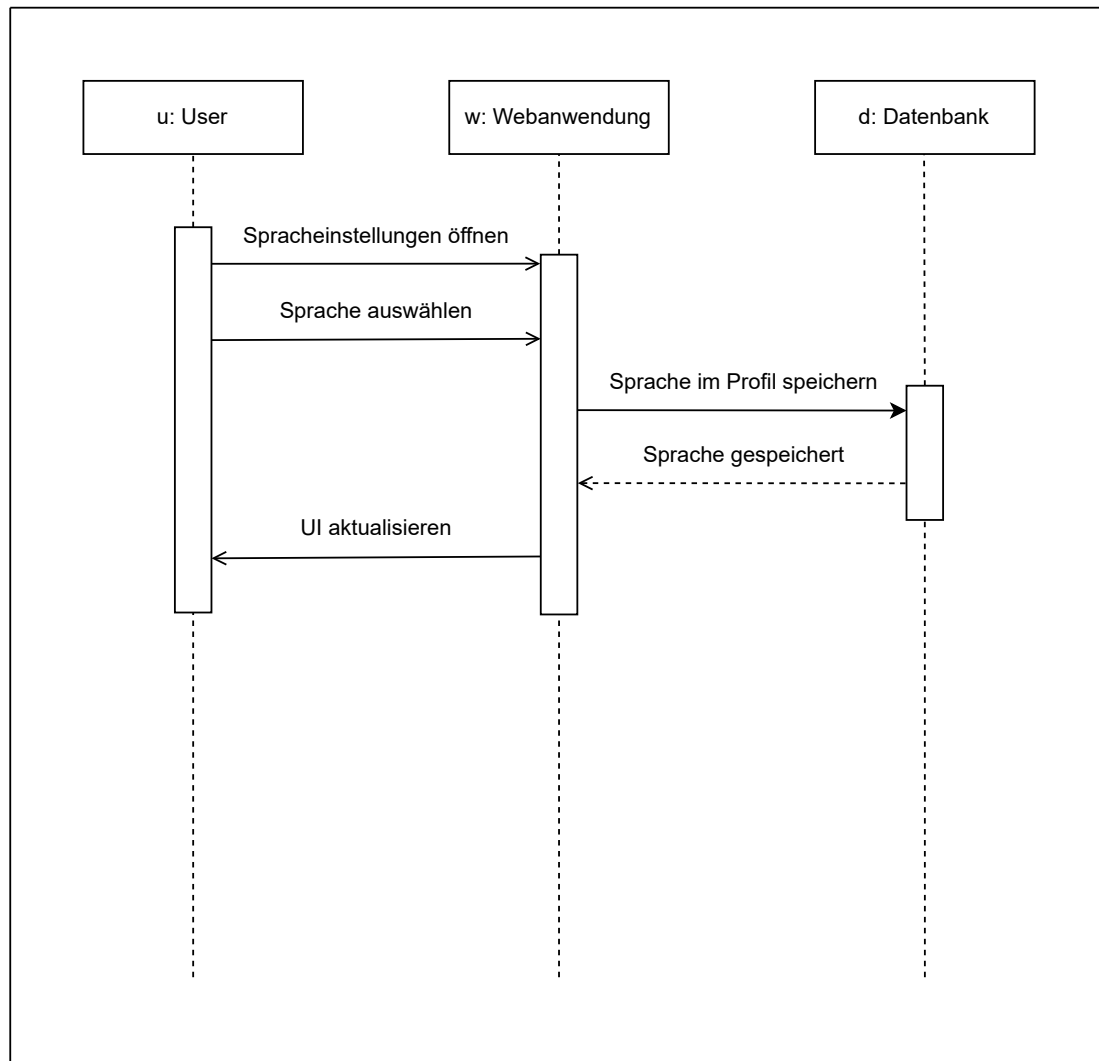 u: User
w: Webanwendung
d: Datenbank
Spracheinstellungen öffnen
Sprache auswählen
Sprache im Profil speichern
Sprache gespeichert
UI aktualisieren